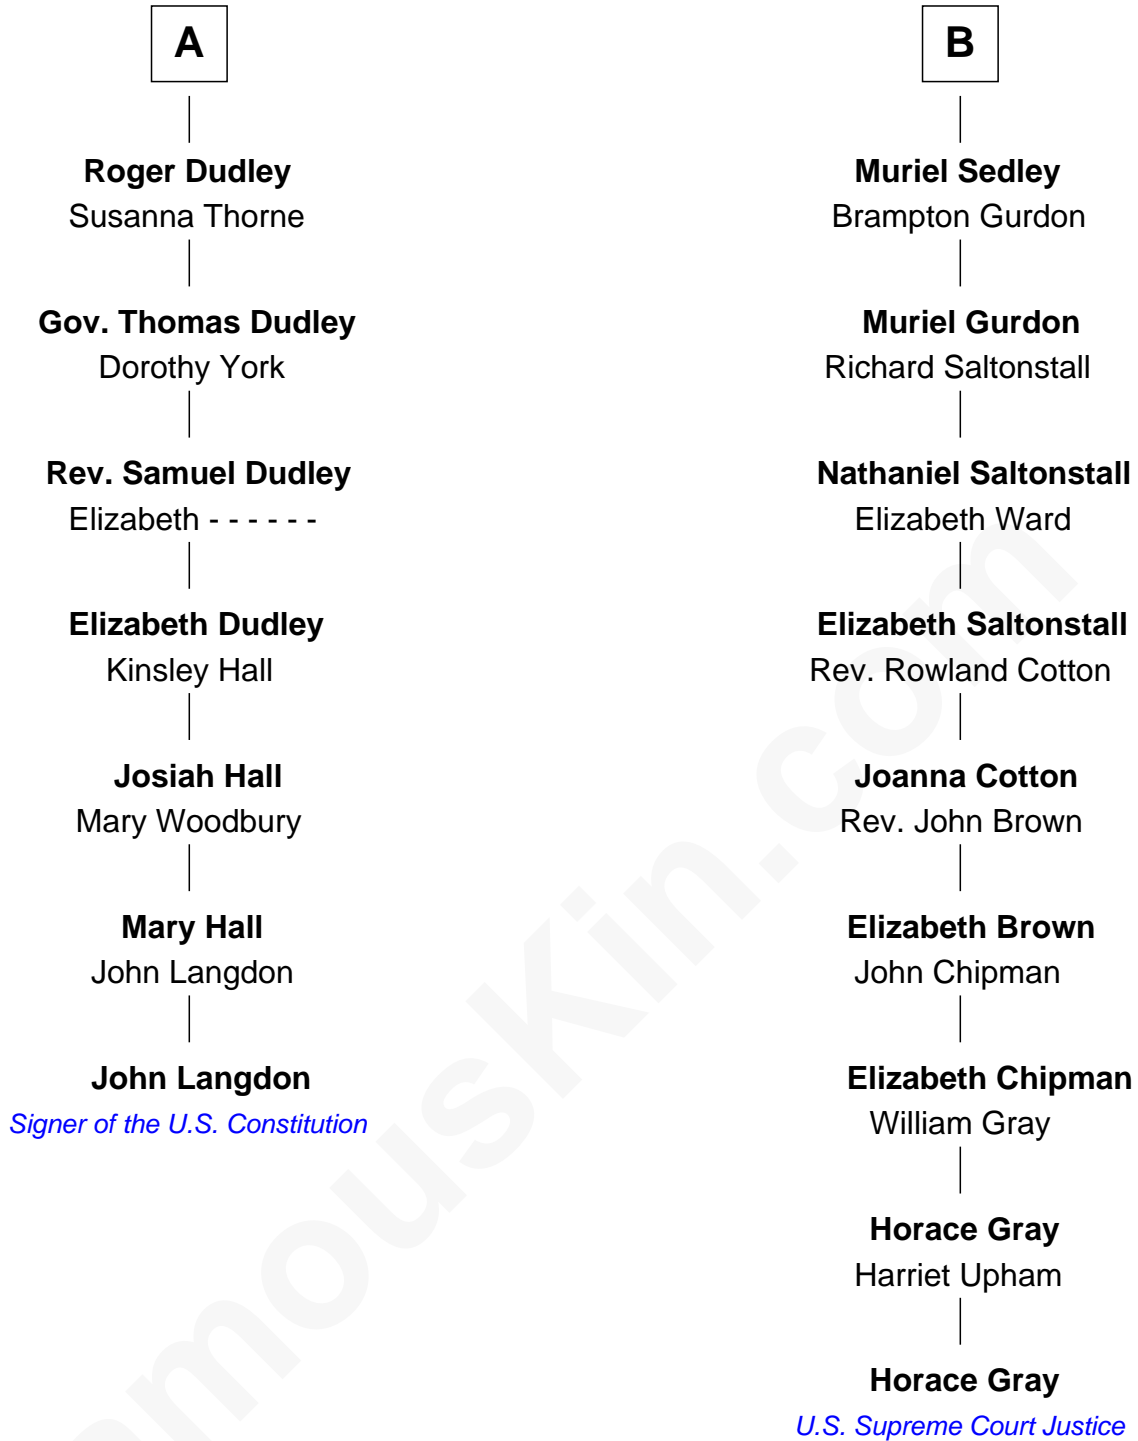 A
Roger Dudley
Susanna Thorne
Gov. Thomas Dudley
Dorothy York
Rev. Samuel Dudley
Elizabeth - - - - - -
Elizabeth Dudley
Kinsley Hall
Josiah Hall
Mary Woodbury
Mary Hall
John Langdon
John Langdon
Signer of the U.S. Constitution
B
Muriel Sedley
Brampton Gurdon
Muriel Gurdon
Richard Saltonstall
Nathaniel Saltonstall
Elizabeth Ward
Elizabeth Saltonstall
Rev. Rowland Cotton
Joanna Cotton
Rev. John Brown
Elizabeth Brown
John Chipman
Elizabeth Chipman
William Gray
Horace Gray
Harriet Upham
Horace Gray
U.S. Supreme Court Justice
amouskin.com